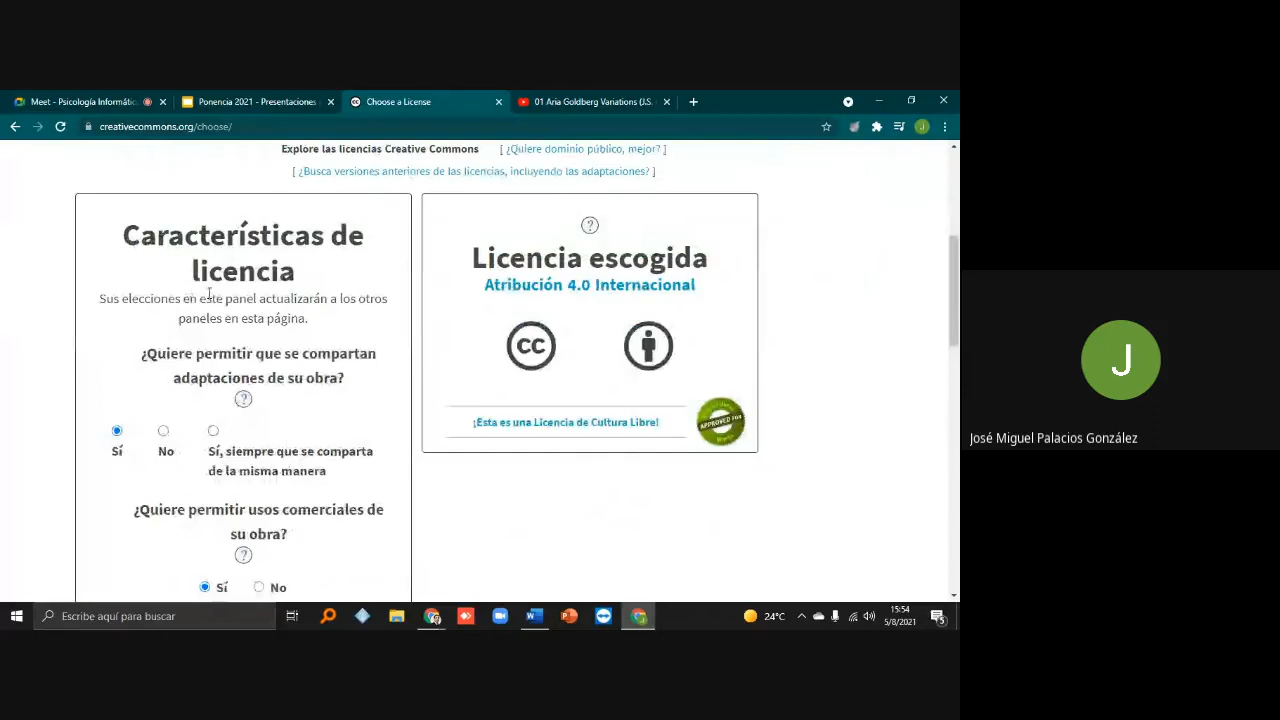 Meet - Psicología Informátic
Ponencia 2021 - Presentaciones
Choose a License
01 Aria Goldberg Variations (J.S.
creativecommons.org/choose/
J
Explore las licencias Creative Commons [ ¿Quiere dominio público, mejor? ]
[ ¿Busca versiones anteriores de las licencias, incluyendo las adaptaciones? ]
Características de
licencia
Sus elecciones en este panel actualizarán a los otros
paneles en esta página.
¿Quiere permitir que se compartan
adaptaciones de su obra?
?
Sí No Sí, siempre que se comparta
de la misma manera
¿Quiere permitir usos comerciales de
su obra?
?
Sí No
?
Licencia escogida
Atribución 4.0 Internacional
CC
¡Esta es una Licencia de Cultura Libre!
APPROVED FOR
J
José Miguel Palacios González
Escribe aquí para buscar
24°C
15:54
5/8/2021
5